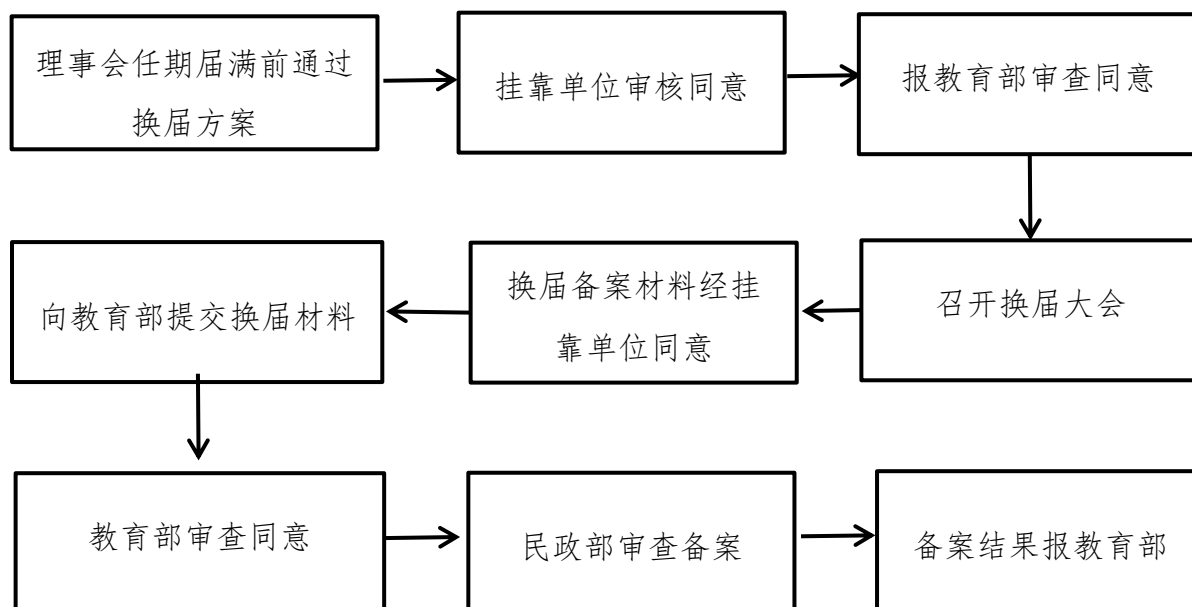 理事会任期届满前通过
换届方案
挂靠单位审核同意
报教育部审查同意
召开换届大会
换届备案材料经挂
靠单位同意
向教育部提交换届材料
教育部审查同意
民政部审查备案
备案结果报教育部